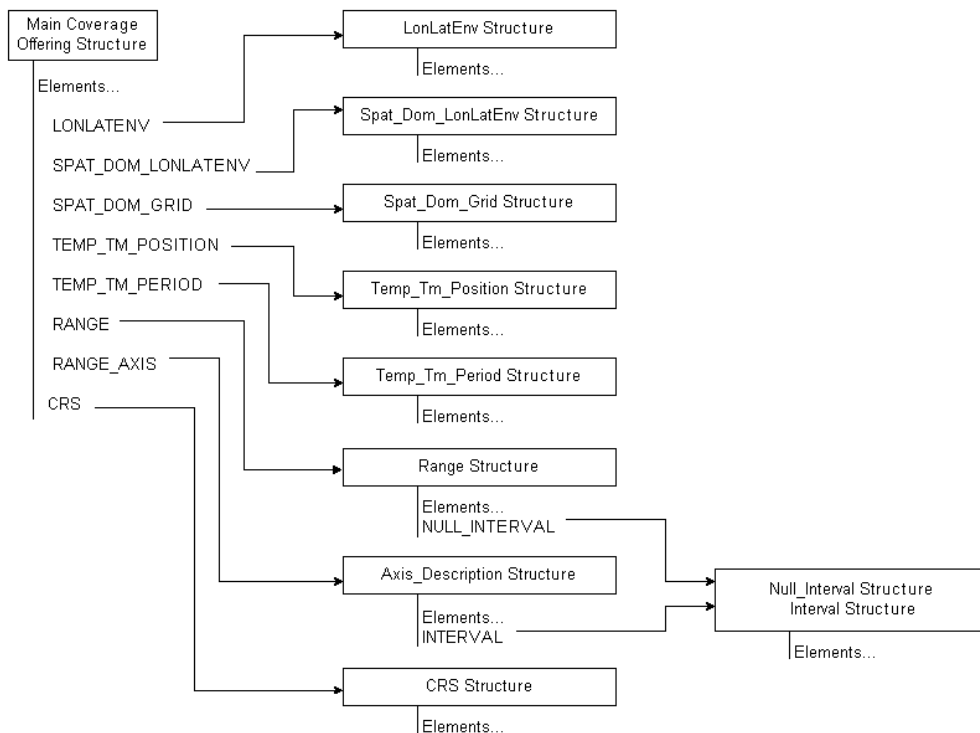 Main Coverage
Offering Structure
Elements...
LONLATENV
SPAT_DOM_LONLATENV
SPAT_DOM_GRID
TEMP_TM_POSITION
TEMP_TM_PERIOD
RANGE
RANGE_AXIS
CRS
LonLatEnv Structure
Elements...
Spat_Dom_LonLatEnv Structure
Elements...
Spat_Dom_Grid Structure
Elements...
Temp_Tm_Position Structure
Elements...
Temp_Tm_Period Structure
Elements...
Range Structure
Elements...
NULL_INTERVAL
Axis_Description Structure
Elements...
INTERVAL
CRS Structure
Elements...
Null_Interval Structure
Interval Structure
Elements...